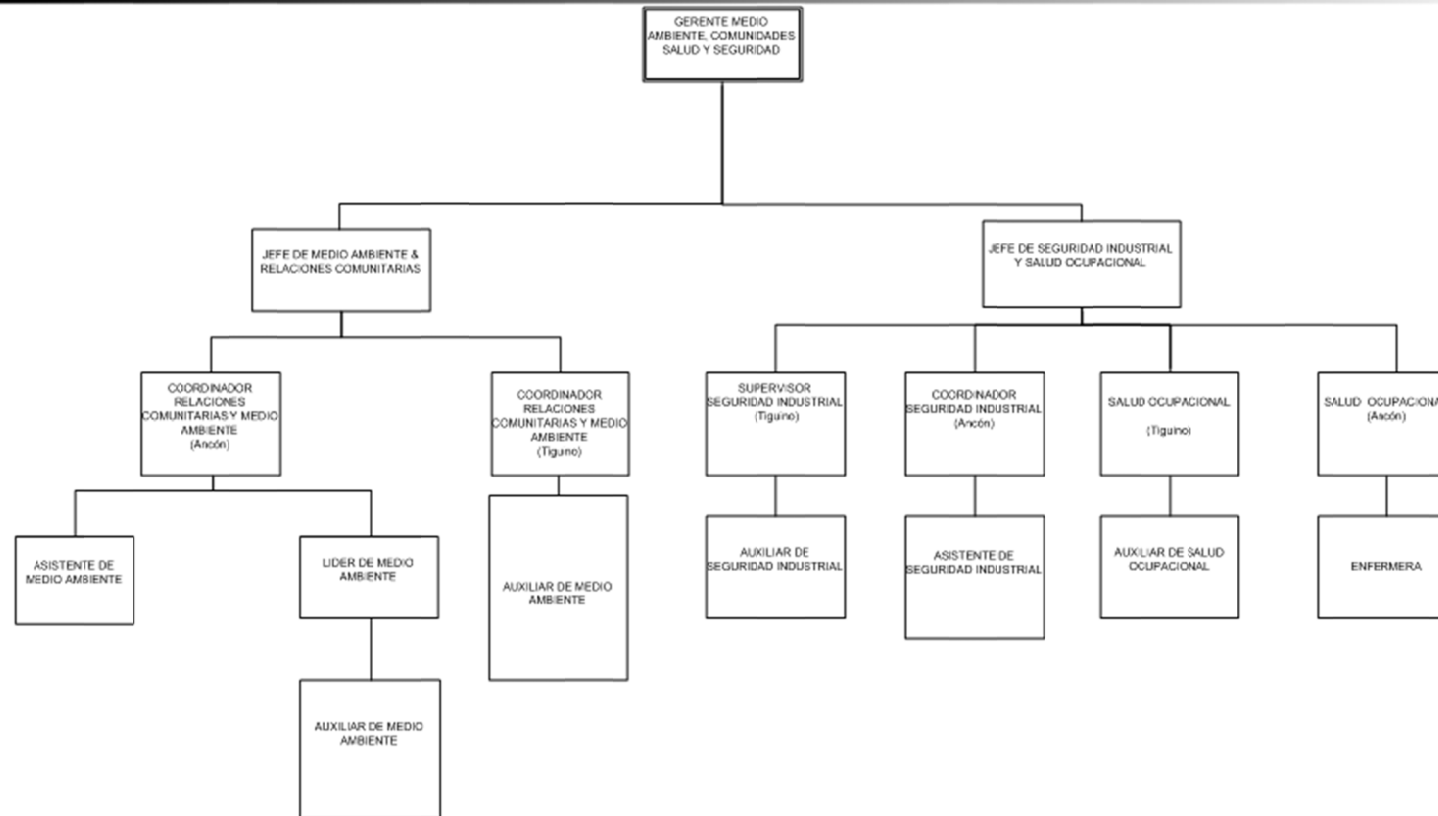 GERENTE MEDIO
AMBIENTE, COMUNIDADES
SALUD Y SEGURIDAD
JEFE DE MEDIO AMBIENTE &
RELACIONES COMUNITARIAS
JEFE DE SEGURIDAD INDUSTRIAL
Y SALUD OCUPACIONAL
COORDINADOR
RELACIONES
COMUNITARIAS Y MEDIO
AMBIENTE
(Ancón)
COORDINADOR
RELACIONES
COMUNITARIAS Y MEDIO
AMBIENTE
(Tiguino)
SUPERVISOR
SEGURIDAD INDUSTRIAL
(Tiguino)
COORDINADOR
SEGURIDAD INDUSTRIAL
(Ancón)
SALUD OCUPACIONAL
(Tiguino)
SALUD OCUPACIONA
(Ancón)
ASISTENTE DE
MEDIO AMBIENTE
LIDER DE MEDIO
AMBIENTE
AUXILIAR DE MEDIO
AMBIENTE
AUXILIAR DE
SEGURIDAD INDUSTRIAL
ASISTENTE DE
SEGURIDAD INDUSTRIAL
AUXILIAR DE SALUD
OCUPACIONAL
ENFERMERA
AUXILIAR DE MEDIO
AMBIENTE